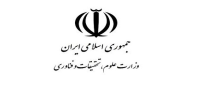 جمهوری اسلامی ایران
وزارت علوم، تحقیقات و فناوری